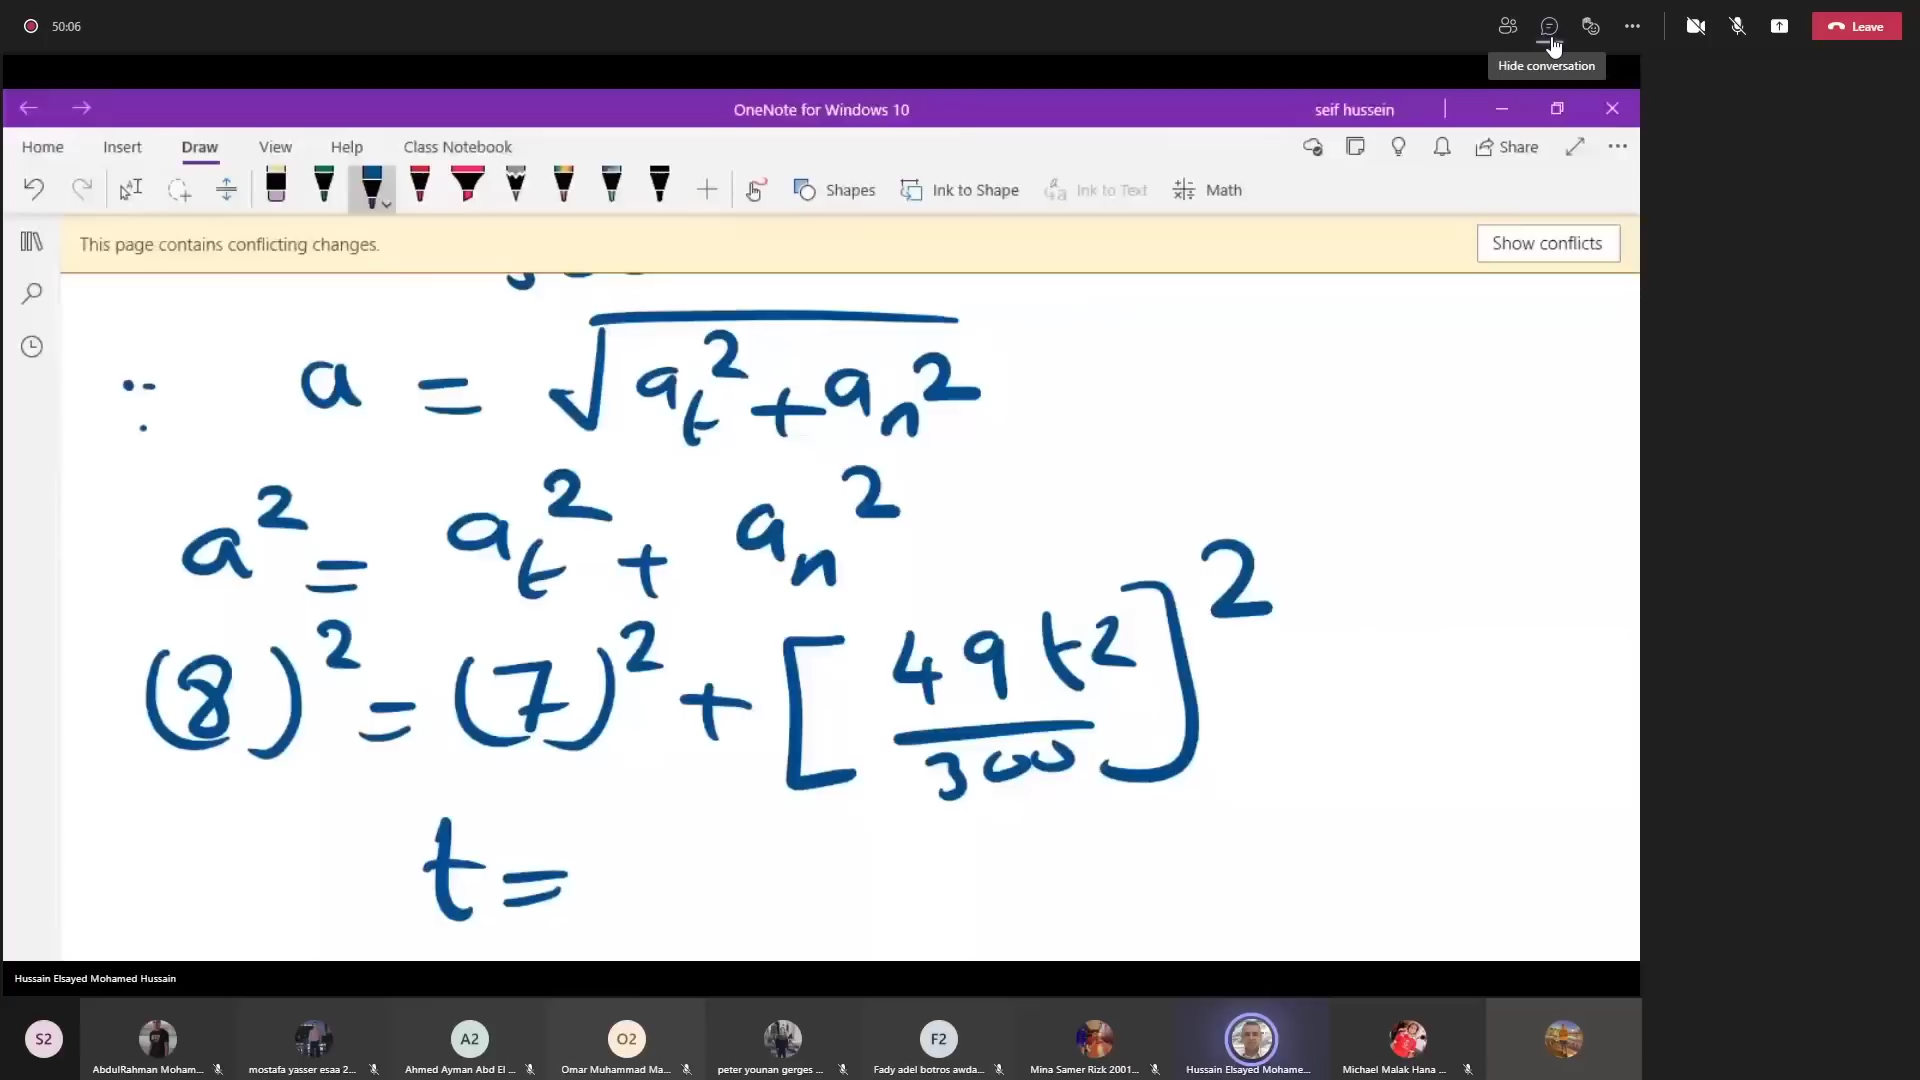 50:06
Leave
Hide conversation
OneNote for Windows 10
seif hussein
Home Insert Draw View Help Class Notebook
Share
Shapes Ink to Shape Ink to Text Math
This page contains conflicting changes.
Show conflicts
∵ a = √(a_t² + a_n²)
a² = a_t² + a_n²
(8)² = (7)² + [49t2 / 300]²
t =
Hussain Elsayed Mohamed Hussain
S2 A2 O2 F2
AbdulRahman Moham... mostafa yasser esaa 2... Ahmed Ayman Abd El ... Omar Muhammad Ma... peter younan gerges ... Fady adel botros awda... Mina Samer Rizk 2001... Hussain Elsayed Mohame... Michael Malak Hana ...